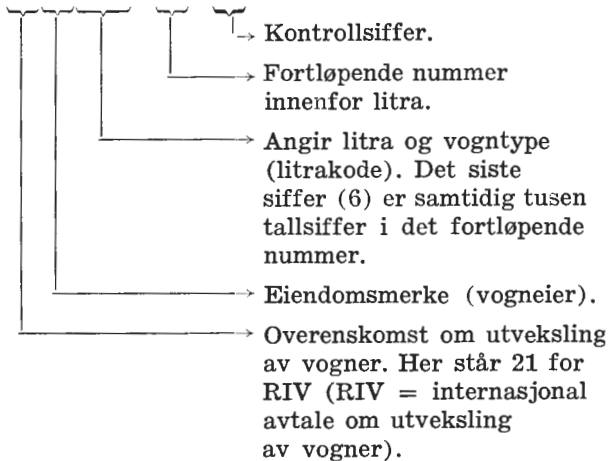 Kontrollsiffer.
Fortløpende nummer
innenfor litra.
Angir litra og vogntype
(litrakode). Det siste
siffer (6) er samtidig tusen
tallsiffer i det fortløpende
nummer.
Eiendomsmerke (vogneier).
Overenskomst om utveksling
av vogner. Her står 21 for
RIV (RIV = internasjonal
avtale om utveksling
av vogner).